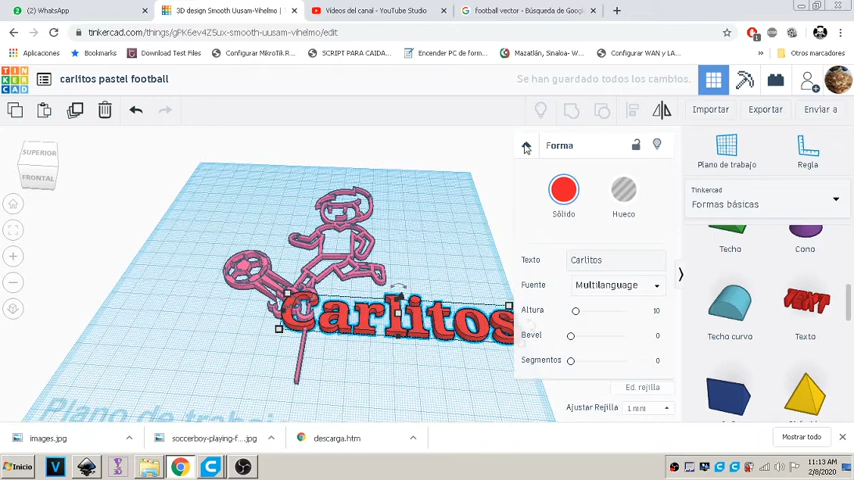 (2) WhatsApp
3D design Smooth Uusam-Vihelmo |
Vídeos del canal - YouTube Studio
football vector - Búsqueda de Goog
tinkercad.com/things/gPK6ev4Z5ux-smooth-uusam-vihelmo/edit
Aplicaciones
Bookmarks
Download Test Files
Configurar MikroTik R...
SCRIPT PARA CAIDA...
Encender PC de form...
Mazatlán, Sinaloa- W...
Configurar WAN y LA...
Otros marcadores
TIN
KER
CAD
carlitos pastel football
Se han guardado todos los cambios.
Importar
Exportar
Enviar a
SUPERIOR
FRONTAL
Forma
Plano de trabajo
Regla
Sólido
Hueco
Tinkercad
Formas básicas
Techo
Cono
Texto
Carlitos
Fuente
Multilanguage
Altura
10
Bevel
0
Segmentos
0
Carlitos
Techo curva
TEXT
Texto
Ed. rejilla
Ajustar Rejilla
1 mm
Plano de trabaj
images.jpg
soccerboy-playing-f....jpg
descarga.htm
Mostrar todo
Inicio
11:13 AM
2/8/2020